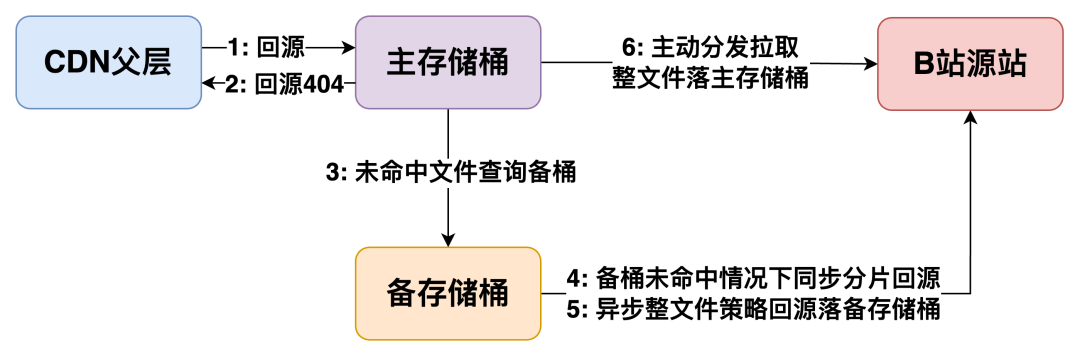 CDN父层
1: 回源
2: 回源404
主存储桶
6: 主动分发拉取
整文件落主存储桶
B站源站
3: 未命中文件查询备桶
备存储桶
4: 备桶未命中情况下同步分片回源
5: 异步整文件策略回源落备存储桶